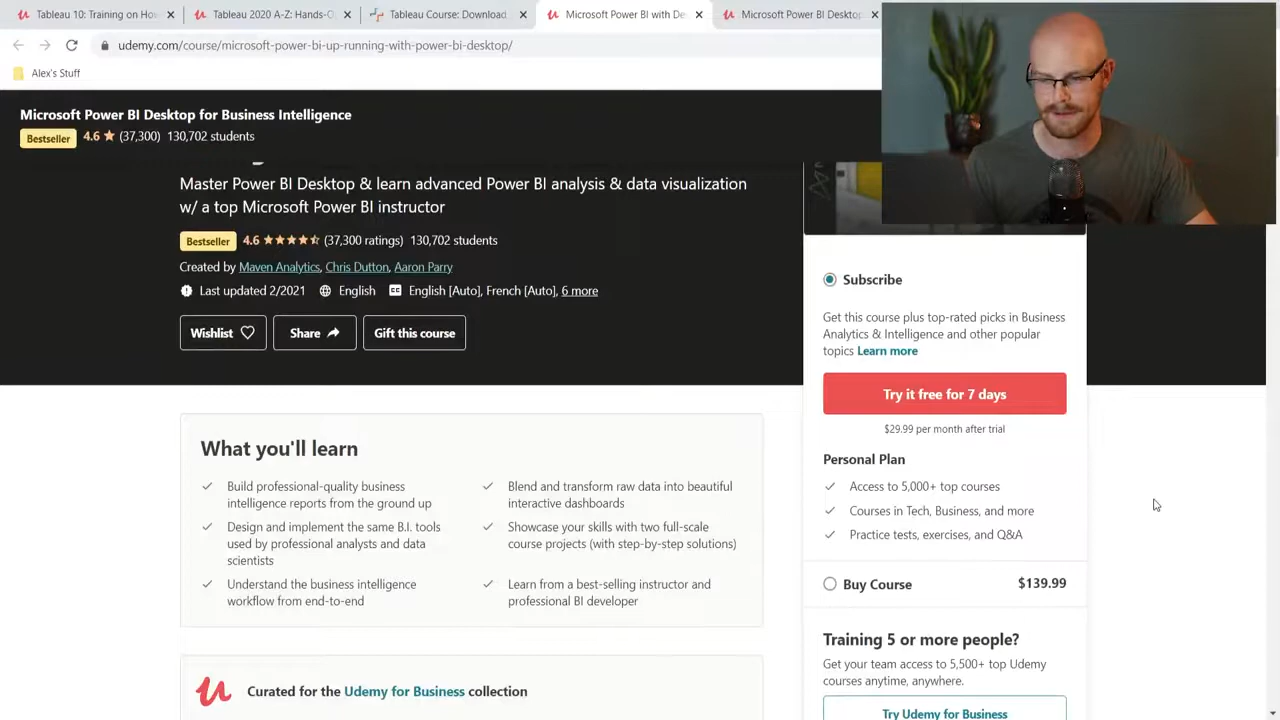 Tableau 10: Training on How
Tableau 2020 A-Z: Hands-O
Tableau Course: Download
Microsoft Power BI with De
Microsoft Power BI Desktop
udemy.com/course/microsoft-power-bi-up-running-with-power-bi-desktop/
Alex's Stuff
Microsoft Power BI Desktop for Business Intelligence
Bestseller 4.6 (37,300) 130,702 students
Master Power BI Desktop & learn advanced Power BI analysis & data visualization
w/ a top Microsoft Power BI instructor
Bestseller 4.6 (37,300 ratings) 130,702 students
Created by Maven Analytics, Chris Dutton, Aaron Parry
Last updated 2/2021 English English [Auto], French [Auto], 6 more
Wishlist Share Gift this course
What you'll learn
Build professional-quality business
intelligence reports from the ground up
Design and implement the same B.I. tools
used by professional analysts and data
scientists
Understand the business intelligence
workflow from end-to-end
Blend and transform raw data into beautiful
interactive dashboards
Showcase your skills with two full-scale
course projects (with step-by-step solutions)
Learn from a best-selling instructor and
professional BI developer
Curated for the Udemy for Business collection
Subscribe
Get this course plus top-rated picks in Business
Analytics & Intelligence and other popular
topics Learn more
Try it free for 7 days
$29.99 per month after trial
Personal Plan
Access to 5,000+ top courses
Courses in Tech, Business, and more
Practice tests, exercises, and Q&A
Buy Course $139.99
Training 5 or more people?
Get your team access to 5,500+ top Udemy
courses anytime, anywhere.
Try Udemy for Business